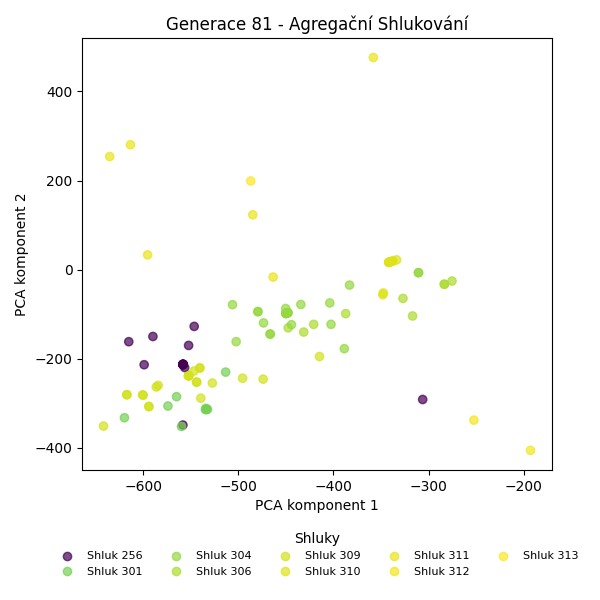 Generace 81 - Agregační Shlukování
PCA komponent 2
400
200
0
−200
−400
−600
−500
−400
−300
−200
PCA komponent 1
Shluky
Shluk 256
Shluk 304
Shluk 309
Shluk 311
Shluk 313
Shluk 301
Shluk 306
Shluk 310
Shluk 312